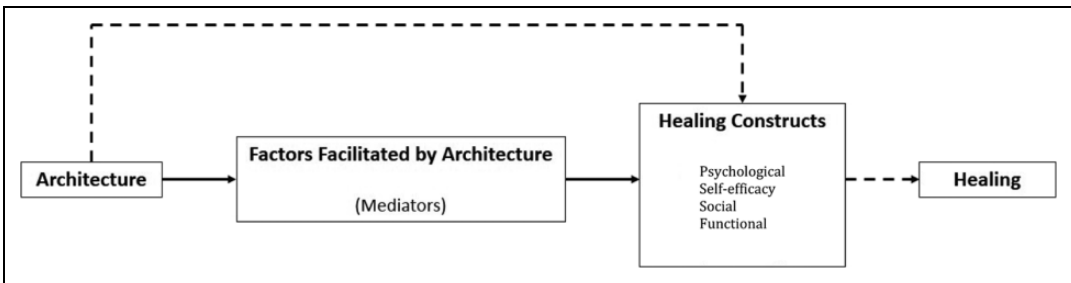 Architecture
Factors Facilitated by Architecture
(Mediators)
Healing Constructs
Psychological
Self-efficacy
Social
Functional
Healing